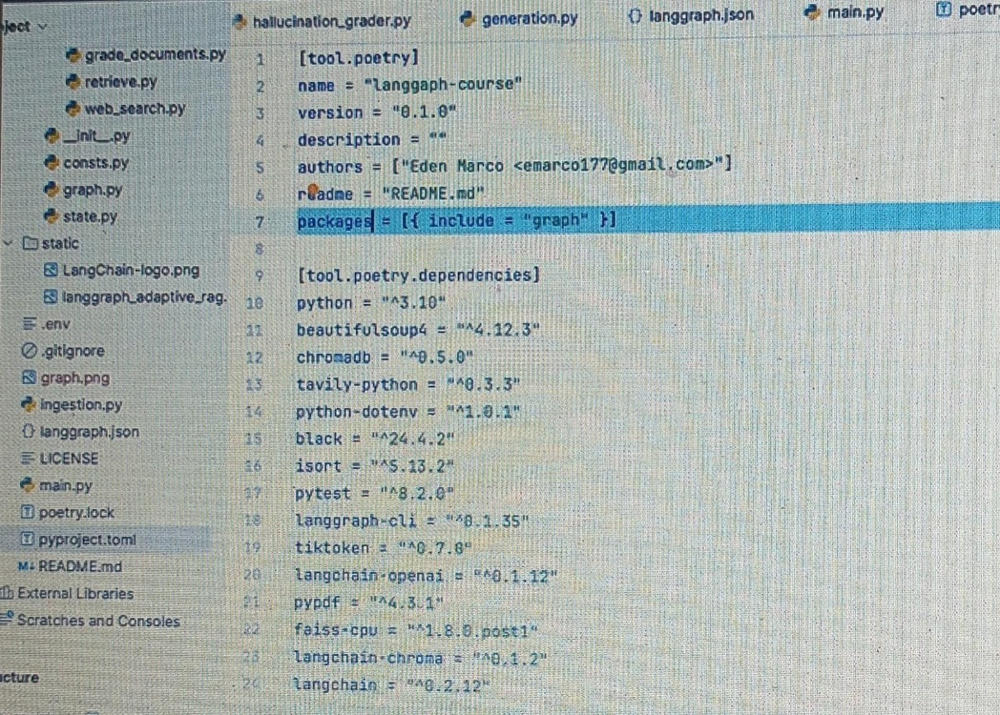 ject
hallucination_grader.py
generation.py
{} langgraph.json
main.py
poetr
grade_documents.py
retrieve.py
web_search.py
__init__.py
consts.py
graph.py
state.py
static
LangChain-logo.png
langgraph_adaptive_rag.
.env
.gitignore
graph.png
ingestion.py
{} langgraph.json
LICENSE
main.py
poetry.lock
pyproject.toml
M↓ README.md
External Libraries
Scratches and Consoles
ucture
1 [tool.poetry]
2 name = "langgaph-course"
3 version = "0.1.0"
4 description = ""
5 authors = ["Eden Marco <emarco177@gmail.com>"]
6 readme = "README.md"
7 packages = [{ include = "graph" }]
8
9 [tool.poetry.dependencies]
10 python = "^3.10"
11 beautifulsoup4 = "^4.12.3"
12 chromadb = "^0.5.0"
13 tavily-python = "^0.3.3"
14 python-dotenv = "^1.0.1"
15 black = "^24.4.2"
16 isort = "^5.13.2"
17 pytest = "^8.2.0"
18 langgraph-cli = "^0.1.35"
19 tiktoken = "^0.7.0"
20 langchain-openai = "^0.1.12"
21 pypdf = "^4.3.1"
22 faiss-cpu = "^1.8.0.post1"
23 langchain-chroma = "^0.1.2"
24 langchain = "^0.2.12"